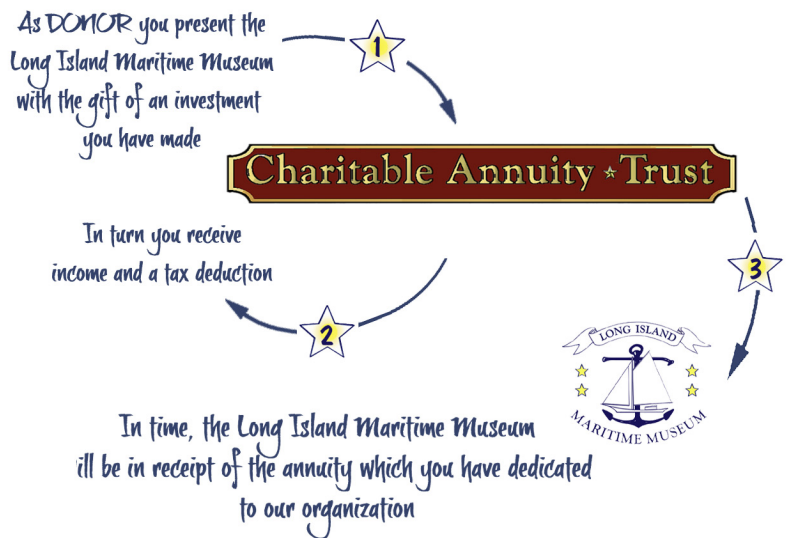 As DONOR you present the
Long Island Maritime Museum
with the gift of an investment
you have made
1
Charitable Annuity Trust
In turn you receive
income and a tax deduction
2
3
LONG ISLAND
MARITIME MUSEUM
In time, the Long Island Maritime Museum
ill be in receipt of the annuity which you have dedicated
to our organization